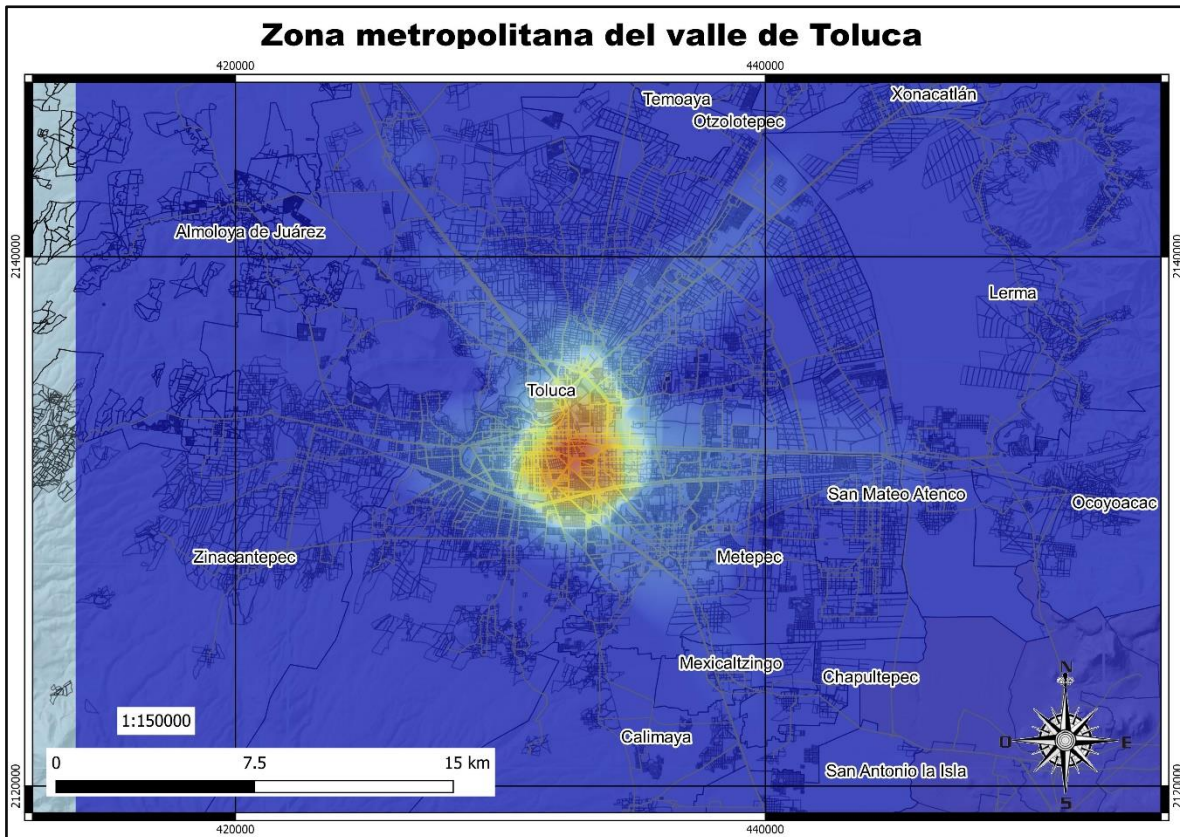 Zona metropolitana del valle de Toluca
420000
440000
Temoaya
Xonacatlán
Otzolotepec
Almoloya de Juárez
2140000
2140000
Lerma
Toluca
San Mateo Atenco
Ocoyoacac
Zinacantepec
Metepec
Mexicaltzingo
Chapultepec
N
1:150000
Calimaya
O
E
0
7.5
15 km
San Antonio la Isla
2120000
2120000
S
420000
440000